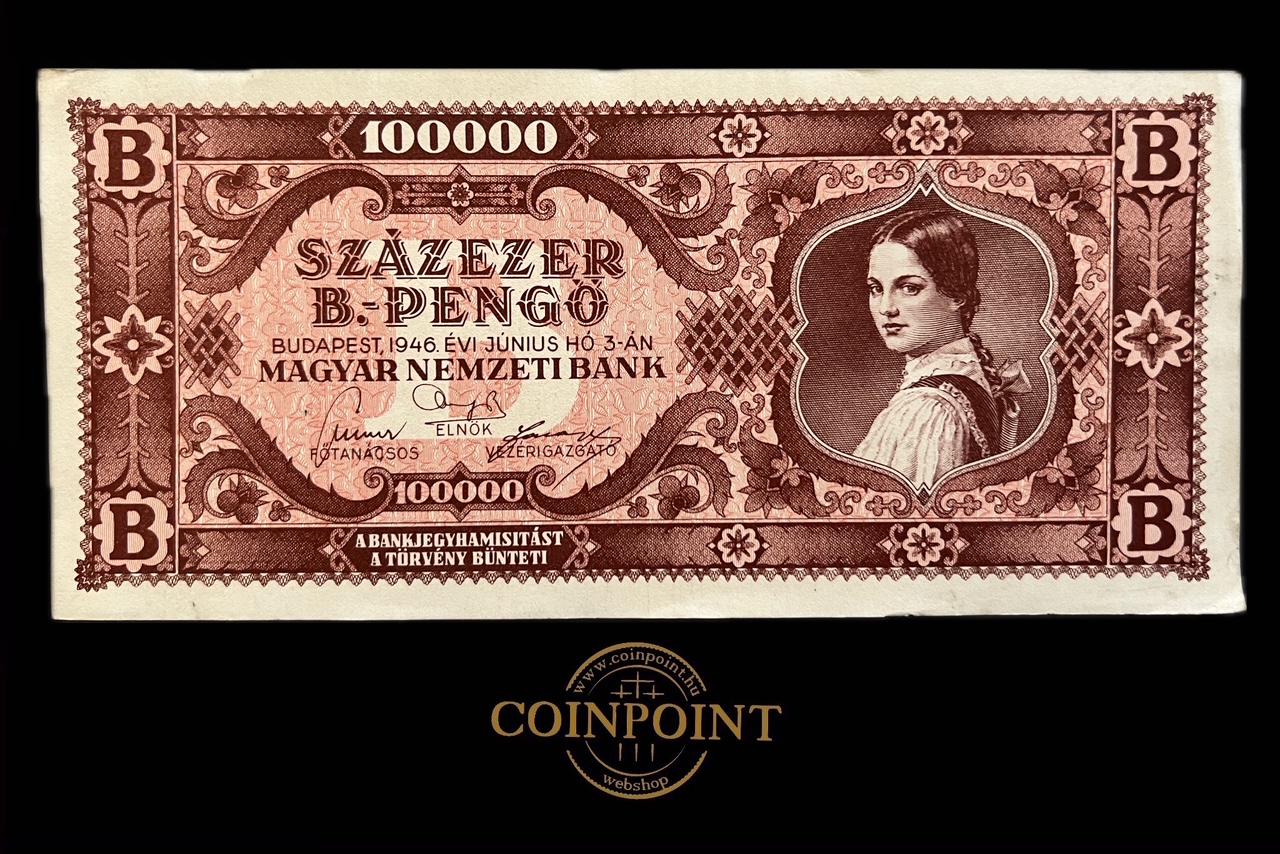 B
100000
B
SZÁZEZER
B.-PENGŐ
BUDAPEST, 1946. ÉVI JÚNIUS HÓ 3-ÁN
MAGYAR NEMZETI BANK
ELNÖK
FŐTANÁCSOS
VEZÉRIGAZGATÓ
100000
B
A BANKJEGYHAMISITÁST
A TÖRVÉNY BÜNTETI
B
www.coinpoint.hu
COINPOINT
webshop